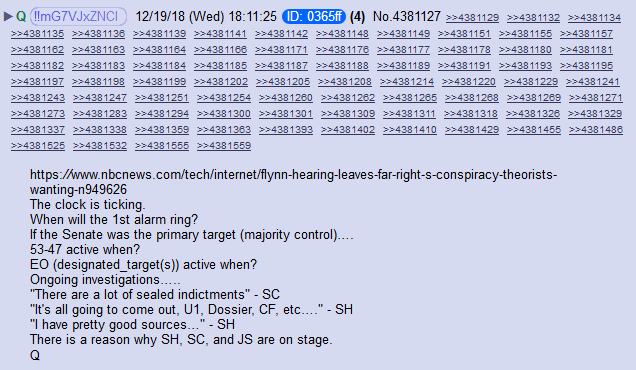 Q !!mG7VJxZNCI 12/19/18 (Wed) 18:11:25 ID: 0365ff (4) No.4381127 >>4381129 >>4381132 >>4381134
>>4381135 >>4381136 >>4381139 >>4381141 >>4381142 >>4381148 >>4381149 >>4381151 >>4381155 >>4381157
>>4381162 >>4381163 >>4381164 >>4381166 >>4381171 >>4381176 >>4381177 >>4381178 >>4381180 >>4381181
>>4381182 >>4381183 >>4381184 >>4381185 >>4381187 >>4381188 >>4381189 >>4381191 >>4381193 >>4381195
>>4381197 >>4381198 >>4381199 >>4381202 >>4381205 >>4381208 >>4381214 >>4381220 >>4381229 >>4381241
>>4381243 >>4381247 >>4381251 >>4381254 >>4381260 >>4381262 >>4381265 >>4381268 >>4381269 >>4381271
>>4381273 >>4381283 >>4381294 >>4381300 >>4381301 >>4381309 >>4381311 >>4381318 >>4381326 >>4381329
>>4381337 >>4381338 >>4381359 >>4381363 >>4381393 >>4381402 >>4381410 >>4381429 >>4381455 >>4381486
>>4381525 >>4381532 >>4381555 >>4381559
https://www.nbcnews.com/tech/internet/flynn-hearing-leaves-far-right-s-conspiracy-theorists-
wanting-n949626
The clock is ticking.
When will the 1st alarm ring?
If the Senate was the primary target (majority control)….
53-47 active when?
EO (designated_target(s)) active when?
Ongoing investigations…..
"There are a lot of sealed indictments" - SC
"It's all going to come out, U1, Dossier, CF, etc…." - SH
"I have pretty good sources…" - SH
There is a reason why SH, SC, and JS are on stage.
Q